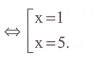 ⇔ [x=1
x=5.